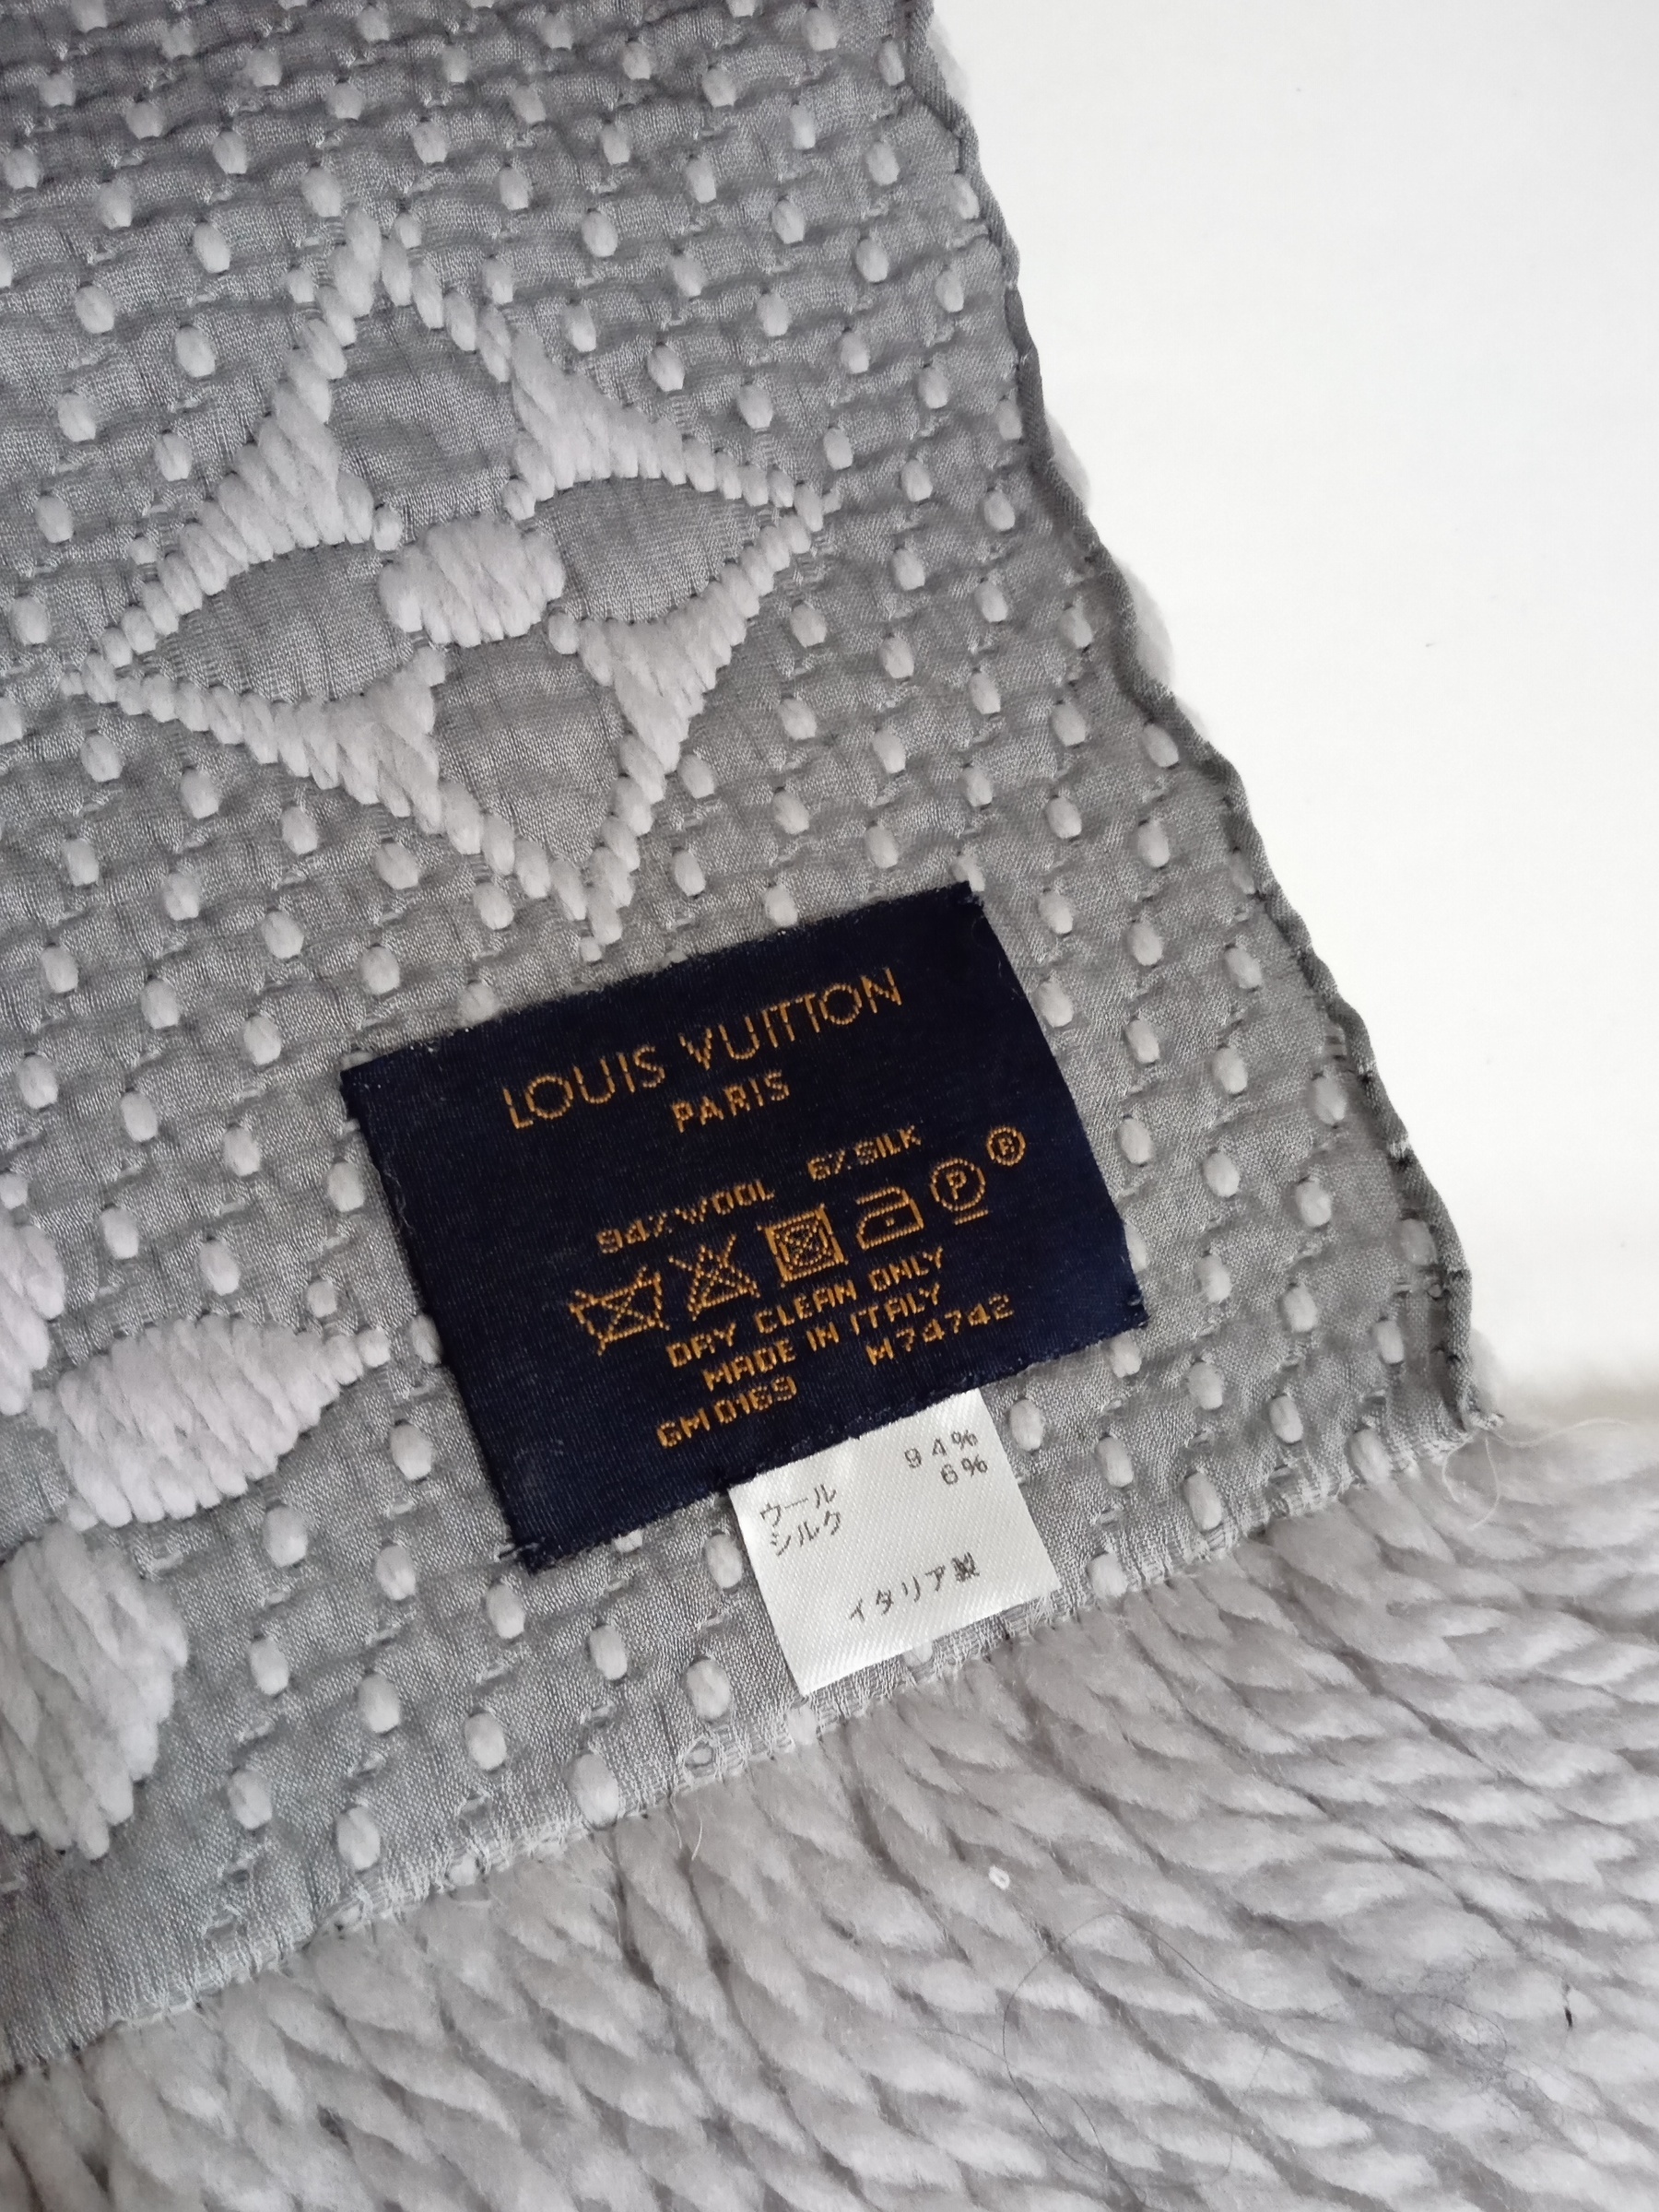 LOUIS VUITTON
PARIS
94% WOOL 6% SILK
P ®
DRY CLEAN ONLY
MADE IN ITALY
GM0169 M74742
ウール 94%
シルク 6%
イタリア製